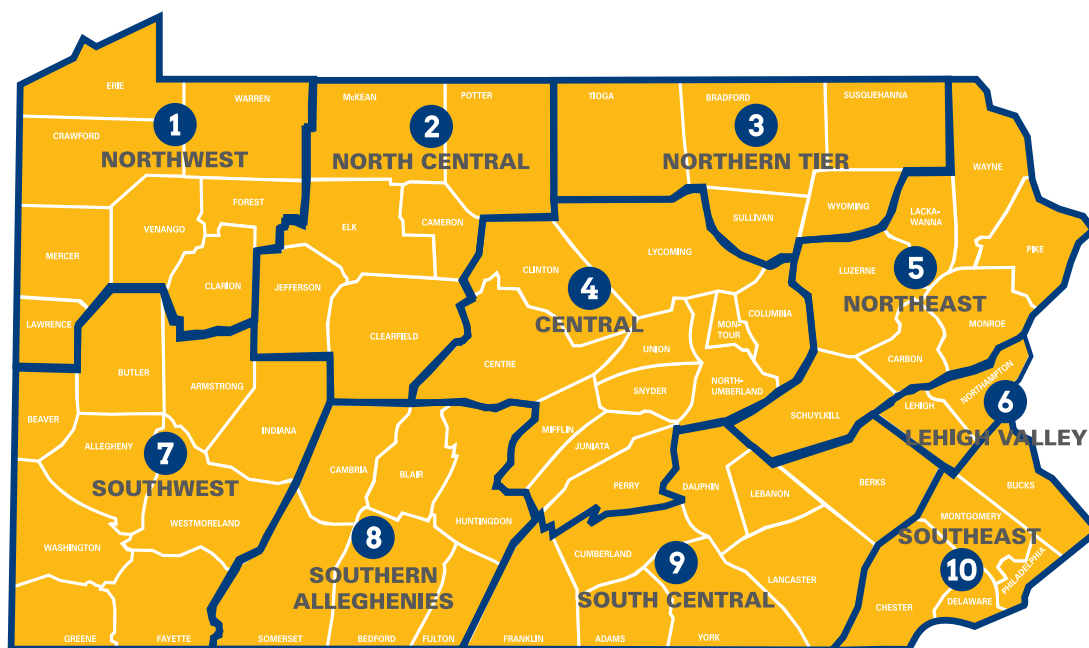 ERIE
WARREN
CRAWFORD
1
NORTHWEST
FOREST
VENANGO
MERCER
CLARION
LAWRENCE
McKEAN
POTTER
2
NORTH CENTRAL
ELK
CAMERON
JEFFERSON
CLEARFIELD
TIOGA
BRADFORD
SUSQUEHANNA
3
NORTHERN TIER
WYOMING
SULLIVAN
LYCOMING
CLINTON
4
CENTRAL
COLUMBIA
MON-
TOUR
UNION
CENTRE
SNYDER
NORTH-
UMBERLAND
MIFFLIN
JUNIATA
PERRY
WAYNE
LACKA-
WANNA
PIKE
LUZERNE
5
NORTHEAST
MONROE
CARBON
SCHUYLKILL
NORTHAMPTON
LEHIGH
6
LEHIGH VALLEY
BUTLER
ARMSTRONG
BEAVER
INDIANA
ALLEGHENY
7
SOUTHWEST
WESTMORELAND
WASHINGTON
GREENE
FAYETTE
CAMBRIA
BLAIR
HUNTINGDON
8
SOUTHERN
ALLEGHENIES
SOMERSET
BEDFORD
FULTON
DAUPHIN
LEBANON
BERKS
CUMBERLAND
9
SOUTH CENTRAL
LANCASTER
FRANKLIN
ADAMS
YORK
BUCKS
MONTGOMERY
SOUTHEAST
10
PHILADELPHIA
DELAWARE
CHESTER